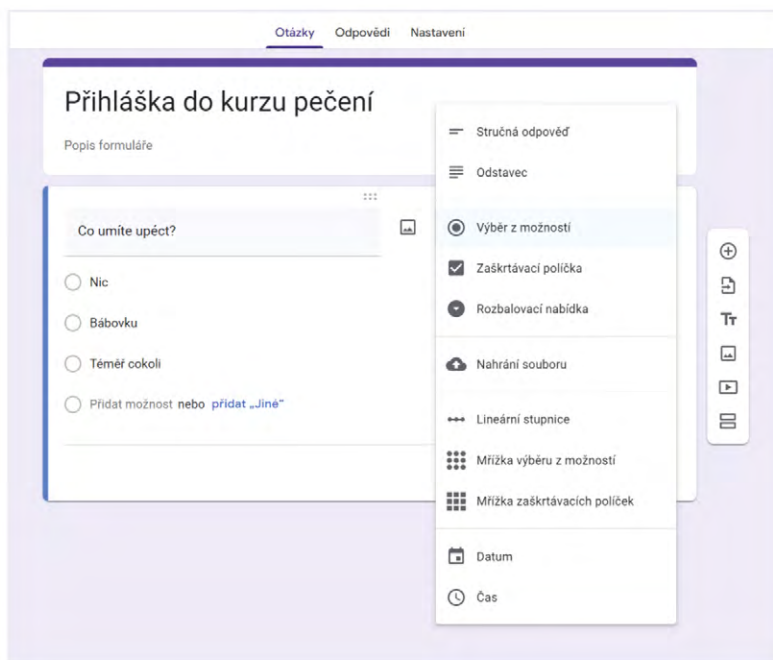 Otázky Odpovědi Nastavení
Přihláška do kurzu pečení
Popis formuláře
Co umíte upéct?
Nic
Bábovku
Téměř cokoli
Přidat možnost nebo přidat „Jiné"
Stručná odpověď
Odstavec
Výběr z možností
Zaškrtávací políčka
Rozbalovací nabídka
Nahrání souboru
Lineární stupnice
Mřížka výběru z možností
Mřížka zaškrtávacích políček
Datum
Čas
Tт